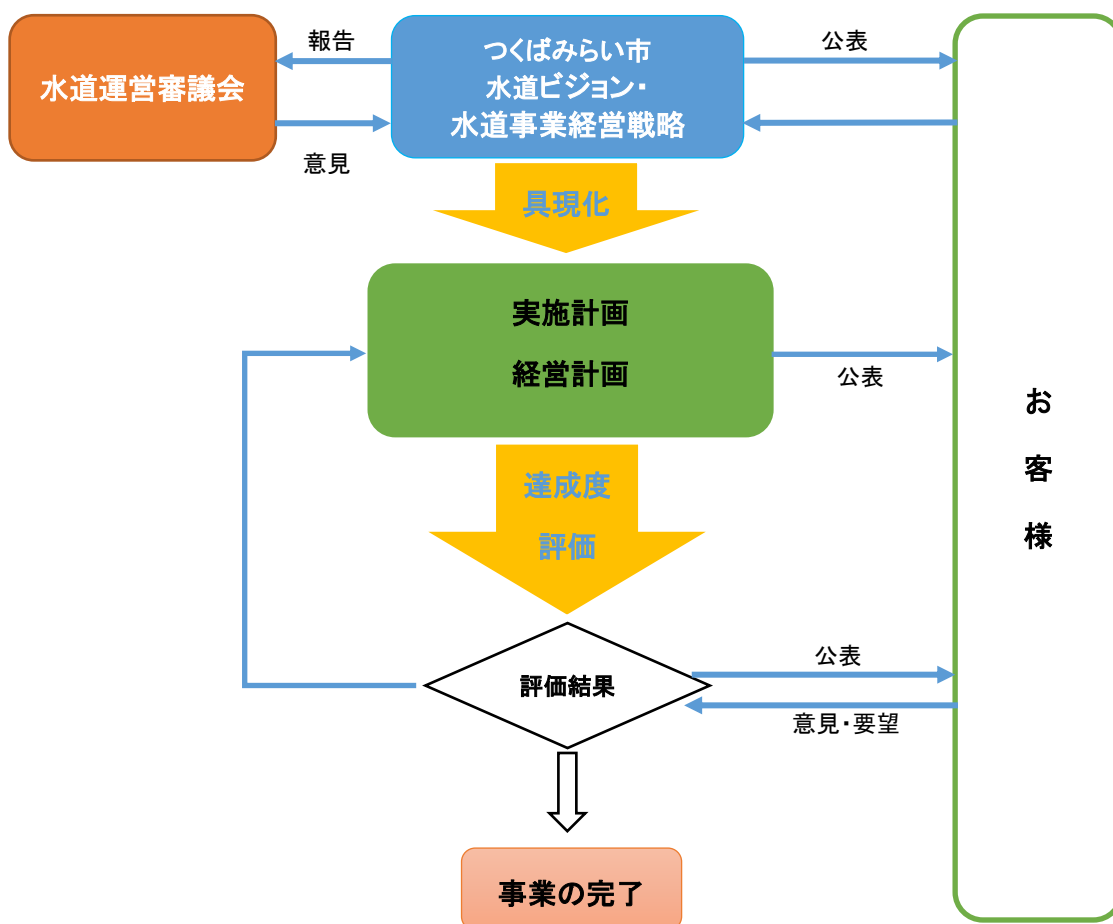 水道運営審議会
報告
意見
つくばみらい市
水道ビジョン・
水道事業経営戦略
公表
具現化
実施計画
経営計画
公表
達成度
評価
評価結果
公表
意見・要望
事業の完了
お
客
様